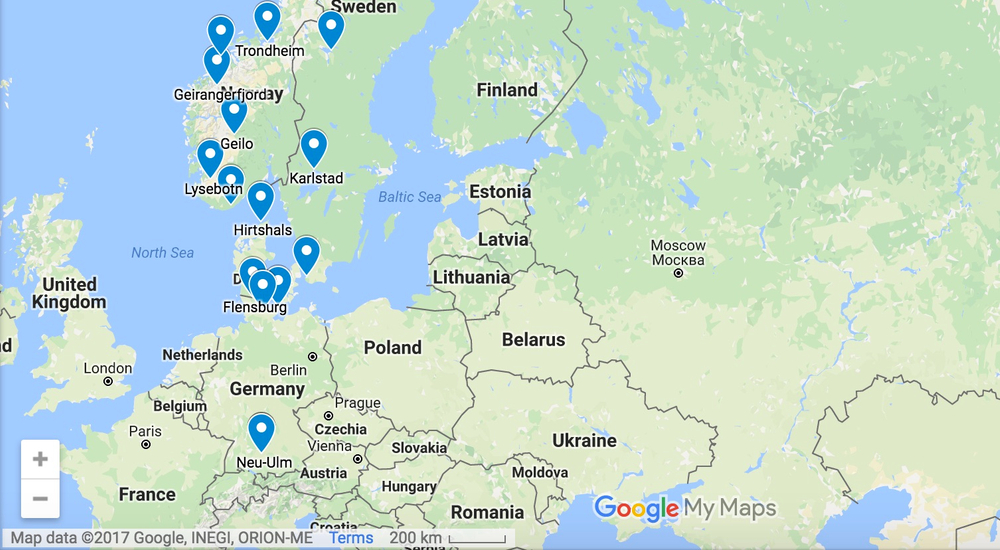 Sweden
Trondheim
Finland
Geirangerfjord
Geilo
Karlstad
Lysebotn
Baltic Sea
Estonia
Hirtshals
Latvia
North Sea
Moscow
Москва
Lithuania
United
Kingdom
Flensburg
Belarus
Poland
Netherlands
Berlin
London
Germany
Belgium
Prague
Paris
Czechia
Ukraine
Vienna
Slovakia
Neu-Ulm
Austria
Moldova
Hungary
France
Romania
Google My Maps
Croatia
+
−
Map data ©2017 Google, INEGI, ORION-ME Terms 200 km